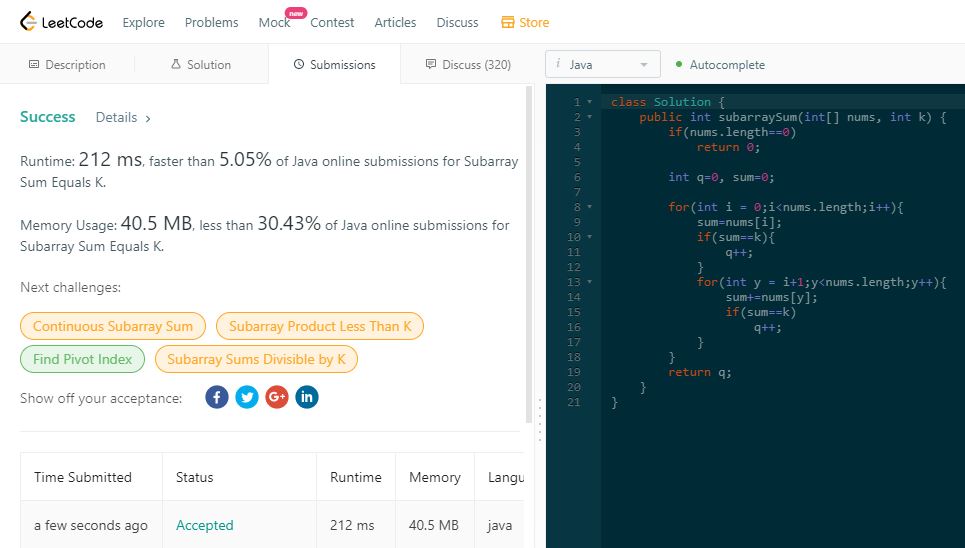 LeetCode Explore Problems Mock new Contest Articles Discuss Store
Description Solution Submissions Discuss (320) i Java Autocomplete
Success Details >
Runtime: 212 ms, faster than 5.05% of Java online submissions for Subarray
Sum Equals K.
Memory Usage: 40.5 MB, less than 30.43% of Java online submissions for
Subarray Sum Equals K.
Next challenges:
Continuous Subarray Sum Subarray Product Less Than K
Find Pivot Index Subarray Sums Divisible by K
Show off your acceptance: f G+ in
Time Submitted Status Runtime Memory Langu
a few seconds ago Accepted 212 ms 40.5 MB java
1 class Solution {
2 public int subarraySum(int[] nums, int k) {
3 if(nums.length==0)
4 return 0;
5
6 int q=0, sum=0;
7
8 for(int i = 0;i<nums.length;i++){
9 sum=nums[i];
10 if(sum==k){
11 q++;
12 }
13 for(int y = i+1;y<nums.length;y++){
14 sum+=nums[y];
15 if(sum==k)
16 q++;
17 }
18 }
19 return q;
20 }
21 }